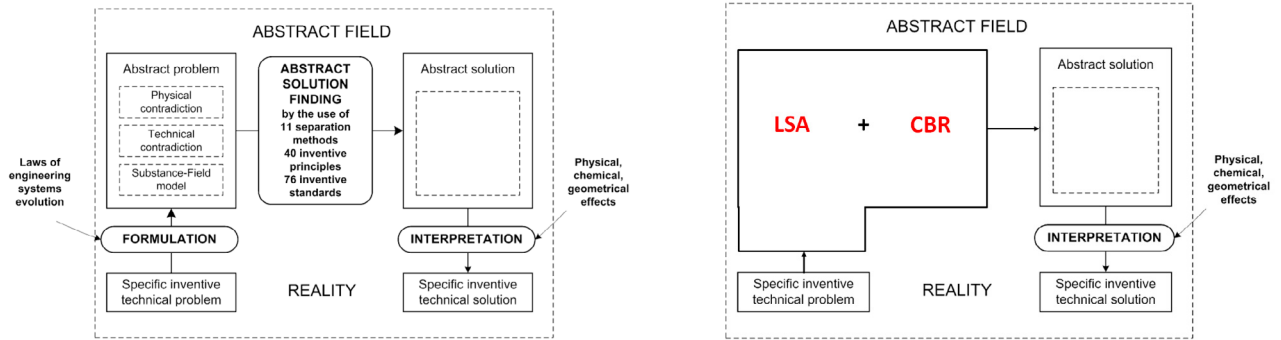 ABSTRACT FIELD
Abstract problem
Physical
contradiction
Technical
contradiction
Substance-Field
model
ABSTRACT
SOLUTION
FINDING
by the use of
11 separation
methods
40 inventive
principles
76 inventive
standards
Abstract solution
Laws of
engineering
systems
evolution
Physical,
chemical,
geometrical
effects
FORMULATION
INTERPRETATION
Specific inventive
technical problem
REALITY
Specific inventive
technical solution
ABSTRACT FIELD
LSA + CBR
Abstract solution
Physical,
chemical,
geometrical
effects
INTERPRETATION
Specific inventive
technical problem
REALITY
Specific inventive
technical solution